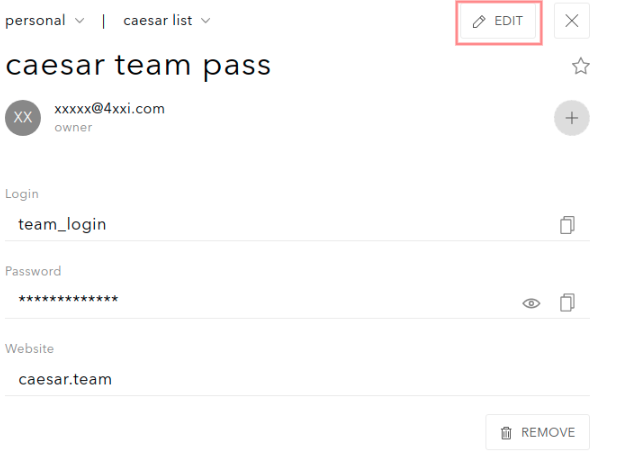 personal | caesar list EDIT
caesar team pass
XX xxxxx@4xxi.com
owner
Login
team_login
Password
*************
Website
caesar.team
REMOVE